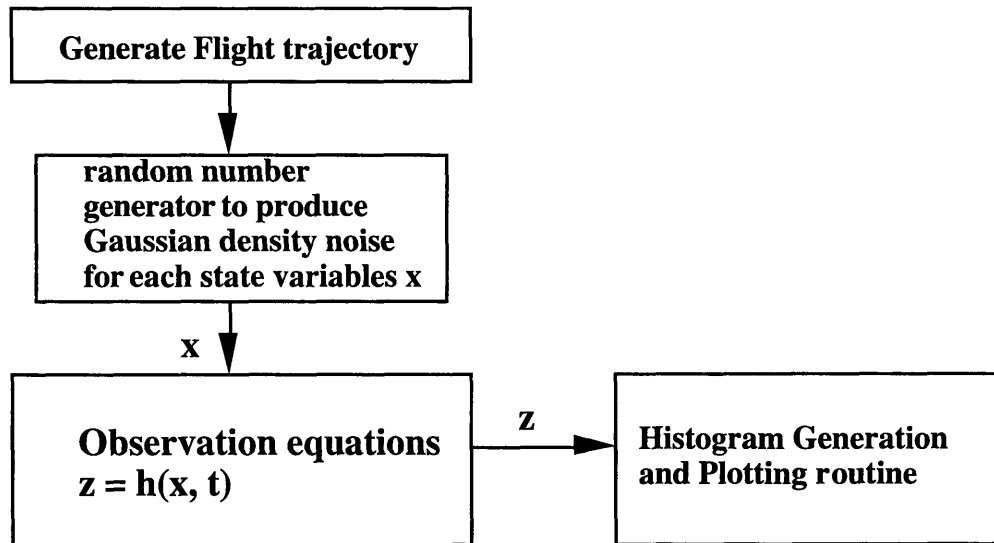 Generate Flight trajectory
random number
generator to produce
Gaussian density noise
for each state variables x
x
Observation equations
z = h(x, t)
z
Histogram Generation
and Plotting routine